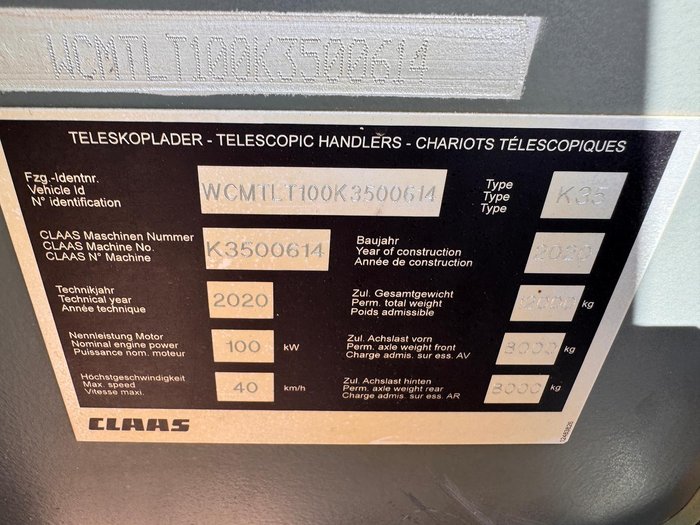 WCMTLT100K3500614
TELESKOPLADER - TELESCOPIC HANDLERS - CHARIOTS TÉLESCOPIQUES
Fzg.-Identnr.
Vehicle Id
N° identification
WCMTLT100K3500614
Type
Type
Type
K35
CLAAS Maschinen Nummer
CLAAS Machine No.
CLAAS N° Machine
K3500614
Baujahr
Year of construction
Année de construction
2020
Technikjahr
Technical year
Année technique
2020
Zul. Gesamtgewicht
Perm. total weight
Poids admissible
kg
Nennleistung Motor
Nominal engine power
Puissance nom. moteur
100 kW
Zul. Achslast vorn
Perm. axle weight front
Charge admis. sur ess. AV
8000 kg
Höchstgeschwindigkeit
Max. speed
Vitesse maxi.
40 km/h
Zul. Achslast hinten
Perm. axle weight rear
Charge admis. sur ess. AR
8000 kg
CLAAS